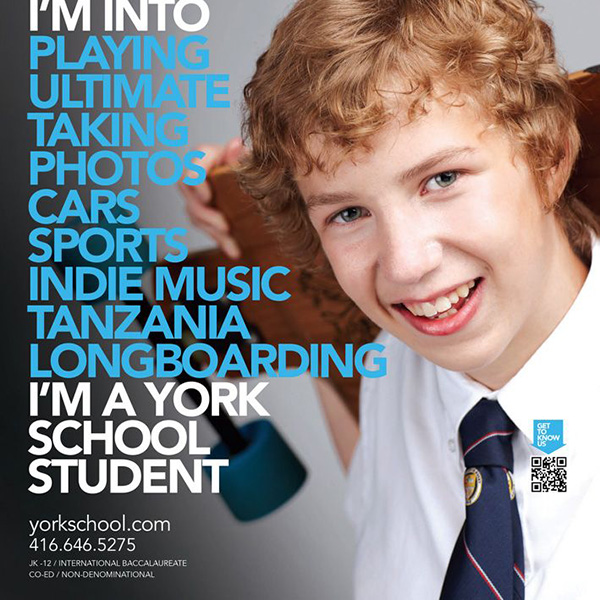 I'M INTO
PLAYING
ULTIMATE
TAKING
PHOTOS
CARS
SPORTS
INDIE MUSIC
TANZANIA
LONGBOARDING
I'M A YORK
SCHOOL
STUDENT
yorkschool.com
416.646.5275
JK -12 / INTERNATIONAL BACCALAUREATE
CO-ED / NON-DENOMINATIONAL
GET
TO
KNOW
US